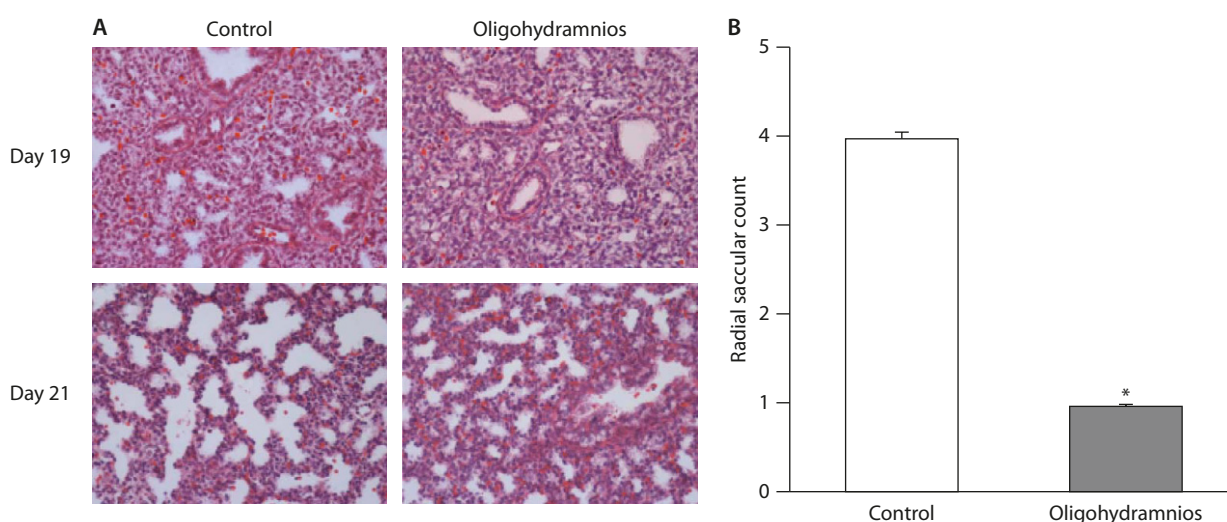 A
Control
Oligohydramnios
Day 19
Day 21
B
Radial saccular count
5
4
3
2
1
0
*
Control
Oligohydramnios